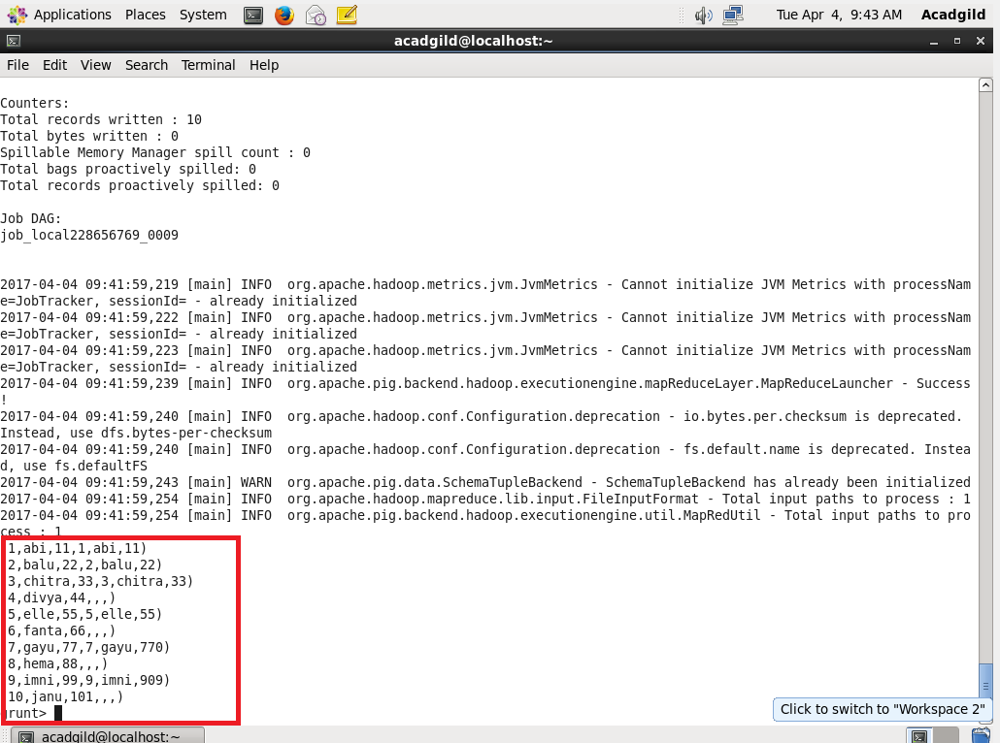 Applications Places System Tue Apr 4, 9:43 AM Acadgild
acadgild@localhost:~
File Edit View Search Terminal Help
Counters:
Total records written : 10
Total bytes written : 0
Spillable Memory Manager spill count : 0
Total bags proactively spilled: 0
Total records proactively spilled: 0
Job DAG:
job_local228656769_0009
2017-04-04 09:41:59,219 [main] INFO  org.apache.hadoop.metrics.jvm.JvmMetrics - Cannot initialize JVM Metrics with processNam
e=JobTracker, sessionId= - already initialized
2017-04-04 09:41:59,222 [main] INFO  org.apache.hadoop.metrics.jvm.JvmMetrics - Cannot initialize JVM Metrics with processNam
e=JobTracker, sessionId= - already initialized
2017-04-04 09:41:59,223 [main] INFO  org.apache.hadoop.metrics.jvm.JvmMetrics - Cannot initialize JVM Metrics with processNam
e=JobTracker, sessionId= - already initialized
2017-04-04 09:41:59,239 [main] INFO  org.apache.pig.backend.hadoop.executionengine.mapReduceLayer.MapReduceLauncher - Success
!
2017-04-04 09:41:59,240 [main] INFO  org.apache.hadoop.conf.Configuration.deprecation - io.bytes.per.checksum is deprecated.
Instead, use dfs.bytes-per-checksum
2017-04-04 09:41:59,240 [main] INFO  org.apache.hadoop.conf.Configuration.deprecation - fs.default.name is deprecated. Instea
d, use fs.defaultFS
2017-04-04 09:41:59,243 [main] WARN  org.apache.pig.data.SchemaTupleBackend - SchemaTupleBackend has already been initialized
2017-04-04 09:41:59,254 [main] INFO  org.apache.hadoop.mapreduce.lib.input.FileInputFormat - Total input paths to process : 1
2017-04-04 09:41:59,254 [main] INFO  org.apache.pig.backend.hadoop.executionengine.util.MapRedUtil - Total input paths to pro
cess : 1
1,abi,11,1,abi,11)
2,balu,22,2,balu,22)
3,chitra,33,3,chitra,33)
4,divya,44,,,)
5,elle,55,5,elle,55)
6,fanta,66,,,)
7,gayu,77,7,gayu,770)
8,hema,88,,,)
9,imni,99,9,imni,909)
10,janu,101,,,)
grunt>
Click to switch to "Workspace 2"
acadgild@localhost:~